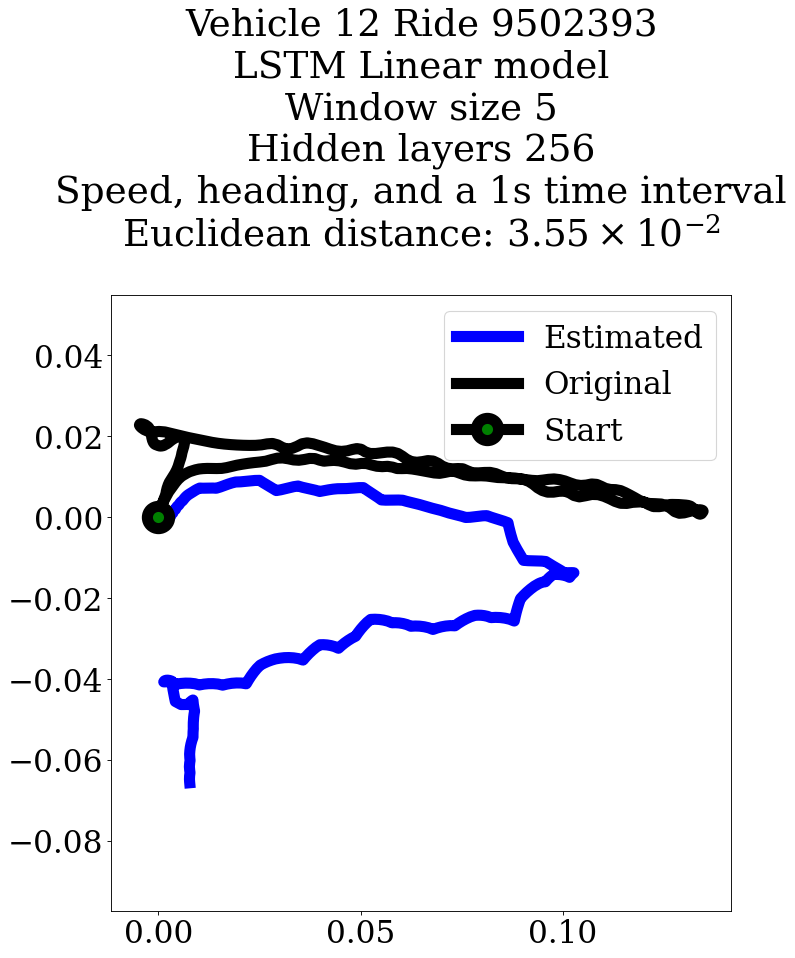 Vehicle 12 Ride 9502393
LSTM Linear model
Window size 5
Hidden layers 256
Speed, heading, and a 1s time interval
Euclidean distance: 3.55 × 10⁻²
Estimated
Original
Start
0.04
0.02
0.00
−0.02
−0.04
−0.06
−0.08
0.00 0.05 0.10